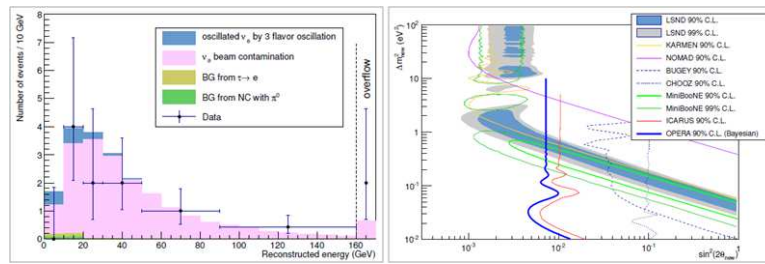 Number of events / 10 GeV
8
7
6
5
4
3
2
1
0
oscillated νe by 3 flavor oscillation
νe beam contamination
BG from τ→ e
BG from NC with π0
Data
overflow
0 20 40 60 80 100 120 140 160
Reconstructed energy (GeV)
Δ m²new (eV²)
10²
10
1
10⁻¹
10⁻²
LSND 90% C.L.
LSND 99% C.L.
KARMEN 90% C.L.
NOMAD 90% C.L.
BUGEY 90% C.L.
CHOOZ 90% C.L.
MiniBooNE 90% C.L.
MiniBooNE 99% C.L.
ICARUS 90% C.L.
OPERA 90% C.L. (Bayesian)
10⁻³ 10⁻² 10⁻¹ 1
sin²(2θnew)